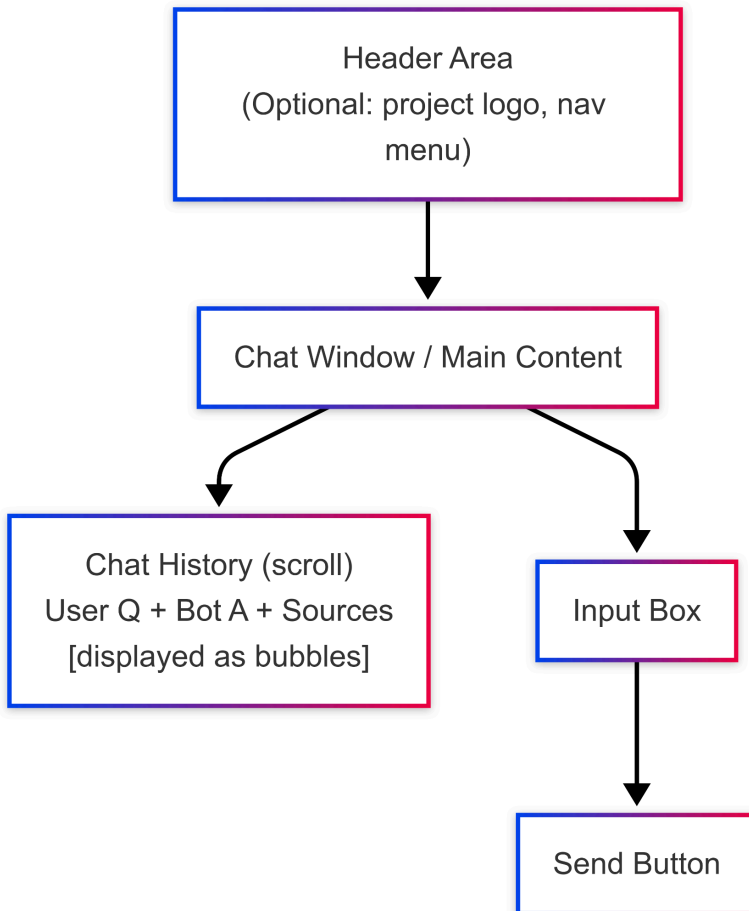 Header Area
(Optional: project logo, nav
menu)
Chat Window / Main Content
Chat History (scroll)
User Q + Bot A + Sources
[displayed as bubbles]
Input Box
Send Button